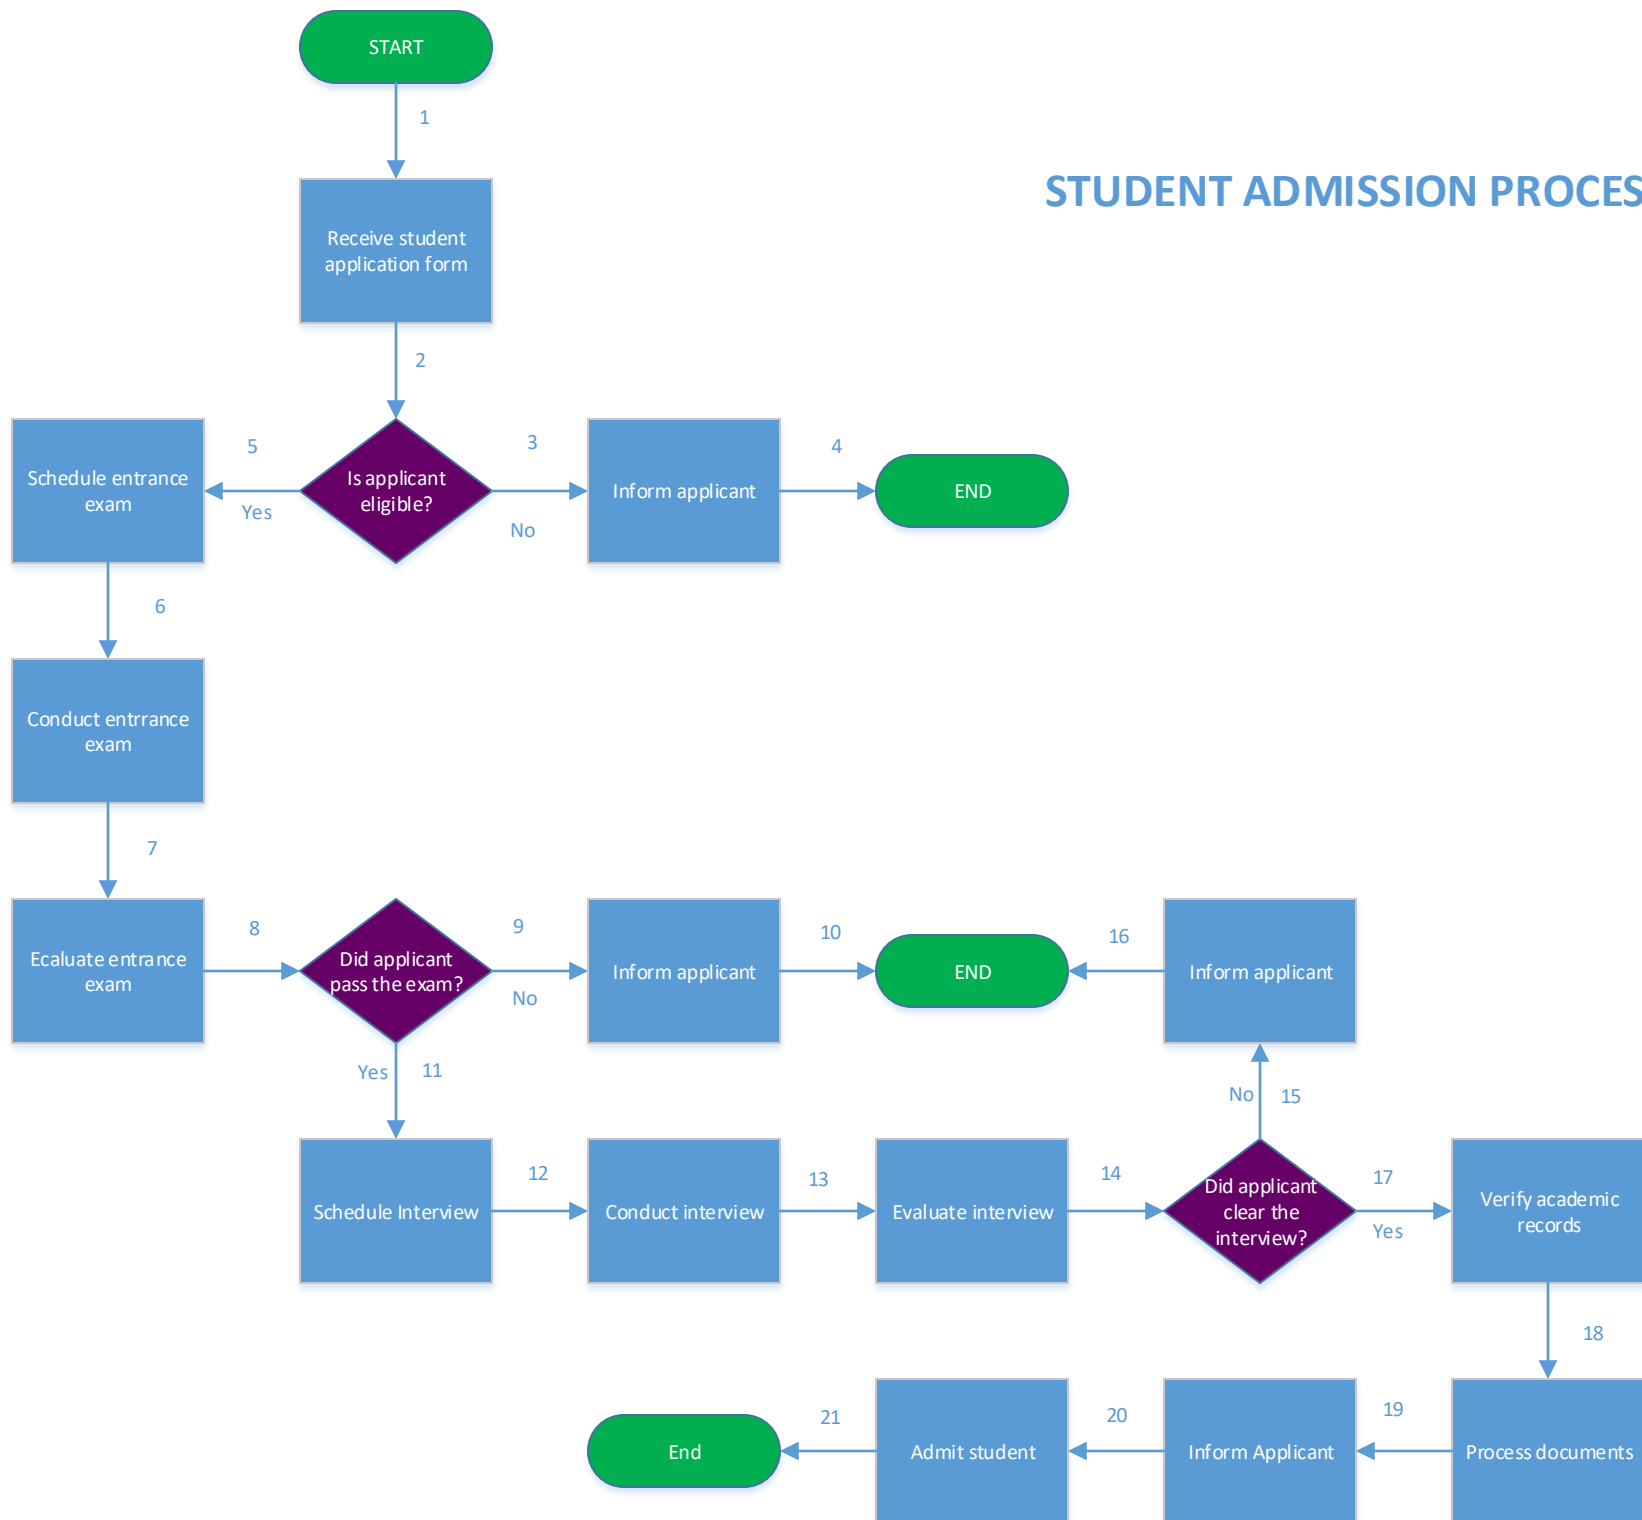 START
1
STUDENT ADMISSION PROCES
Receive student
application form
2
5
3
4
Schedule entrance
exam
Is applicant
eligible?
Inform applicant
END
Yes
No
6
Conduct entrrance
exam
7
8
9
10
16
Ecaluate entrance
exam
Did applicant
pass the exam?
Inform applicant
END
Inform applicant
No
Yes
11
No
15
12
13
14
17
Schedule Interview
Conduct interview
Evaluate interview
Did applicant
clear the
interview?
Verify academic
records
Yes
18
21
20
19
End
Admit student
Inform Applicant
Process documents